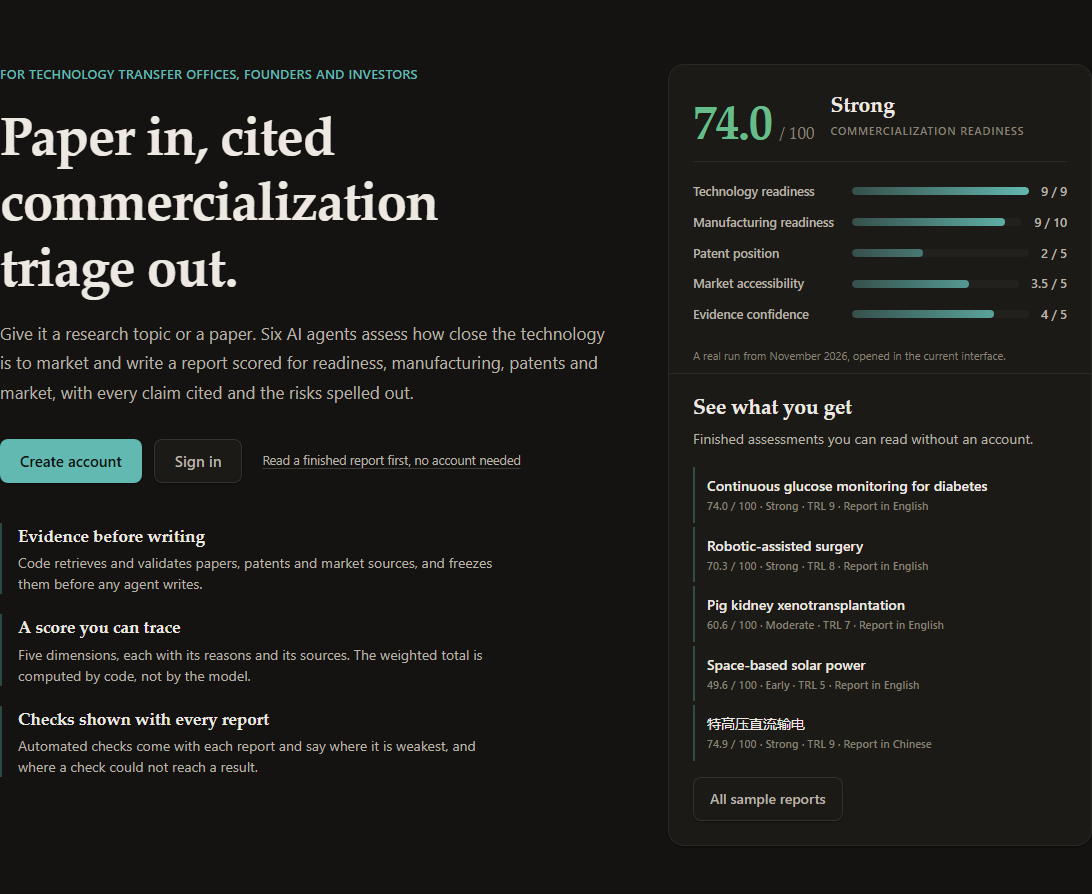 FOR TECHNOLOGY TRANSFER OFFICES, FOUNDERS AND INVESTORS
Paper in, cited
commercialization
triage out.
Give it a research topic or a paper. Six AI agents assess how close the technology
is to market and write a report scored for readiness, manufacturing, patents and
market, with every claim cited and the risks spelled out.
Create account
Sign in
Read a finished report first, no account needed
Evidence before writing
Code retrieves and validates papers, patents and market sources, and freezes
them before any agent writes.
A score you can trace
Five dimensions, each with its reasons and its sources. The weighted total is
computed by code, not by the model.
Checks shown with every report
Automated checks come with each report and say where it is weakest, and
where a check could not reach a result.
74.0 / 100
Strong
COMMERCIALIZATION READINESS
Technology readiness 9 / 9
Manufacturing readiness 9 / 10
Patent position 2 / 5
Market accessibility 3.5 / 5
Evidence confidence 4 / 5
A real run from November 2026, opened in the current interface.
See what you get
Finished assessments you can read without an account.
Continuous glucose monitoring for diabetes
74.0 / 100 · Strong · TRL 9 · Report in English
Robotic-assisted surgery
70.3 / 100 · Strong · TRL 8 · Report in English
Pig kidney xenotransplantation
60.6 / 100 · Moderate · TRL 7 · Report in English
Space-based solar power
49.6 / 100 · Early · TRL 5 · Report in English
特高压直流输电
74.9 / 100 · Strong · TRL 9 · Report in Chinese
All sample reports